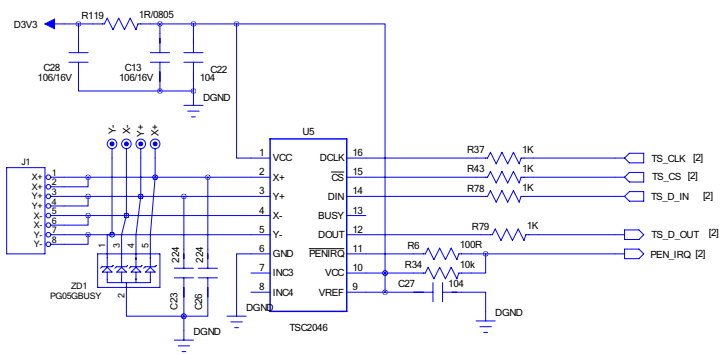 D3V3
R119
1R/0805
C28
106/16V
C13
106/16V
C22
104
DGND
U5
Y-
X-
Y+
X+
J1
X+ 1
X+ 2
Y+ 3
Y+ 4
X- 5
X- 6
Y- 7
Y- 8
1 VCC DCLK 16
2 X+ CS 15
3 Y+ DIN 14
4 X- BUSY 13
5 Y- DOUT 12
6 GND PENIRQ 11
7 INC3 VCC 10
8 INC4 VREF 9
TSC2046
R37 1K TS_CLK [2]
R43 1K TS_CS [2]
R78 1K TS_D_IN [2]
R79 1K TS_D_OUT [2]
R6 100R PEN_IRQ [2]
R34 10k
C27 104
DGND
1 3 4 5
2
ZD1
PG05GBUSY
224
224
C23
C26
DGND
DGND